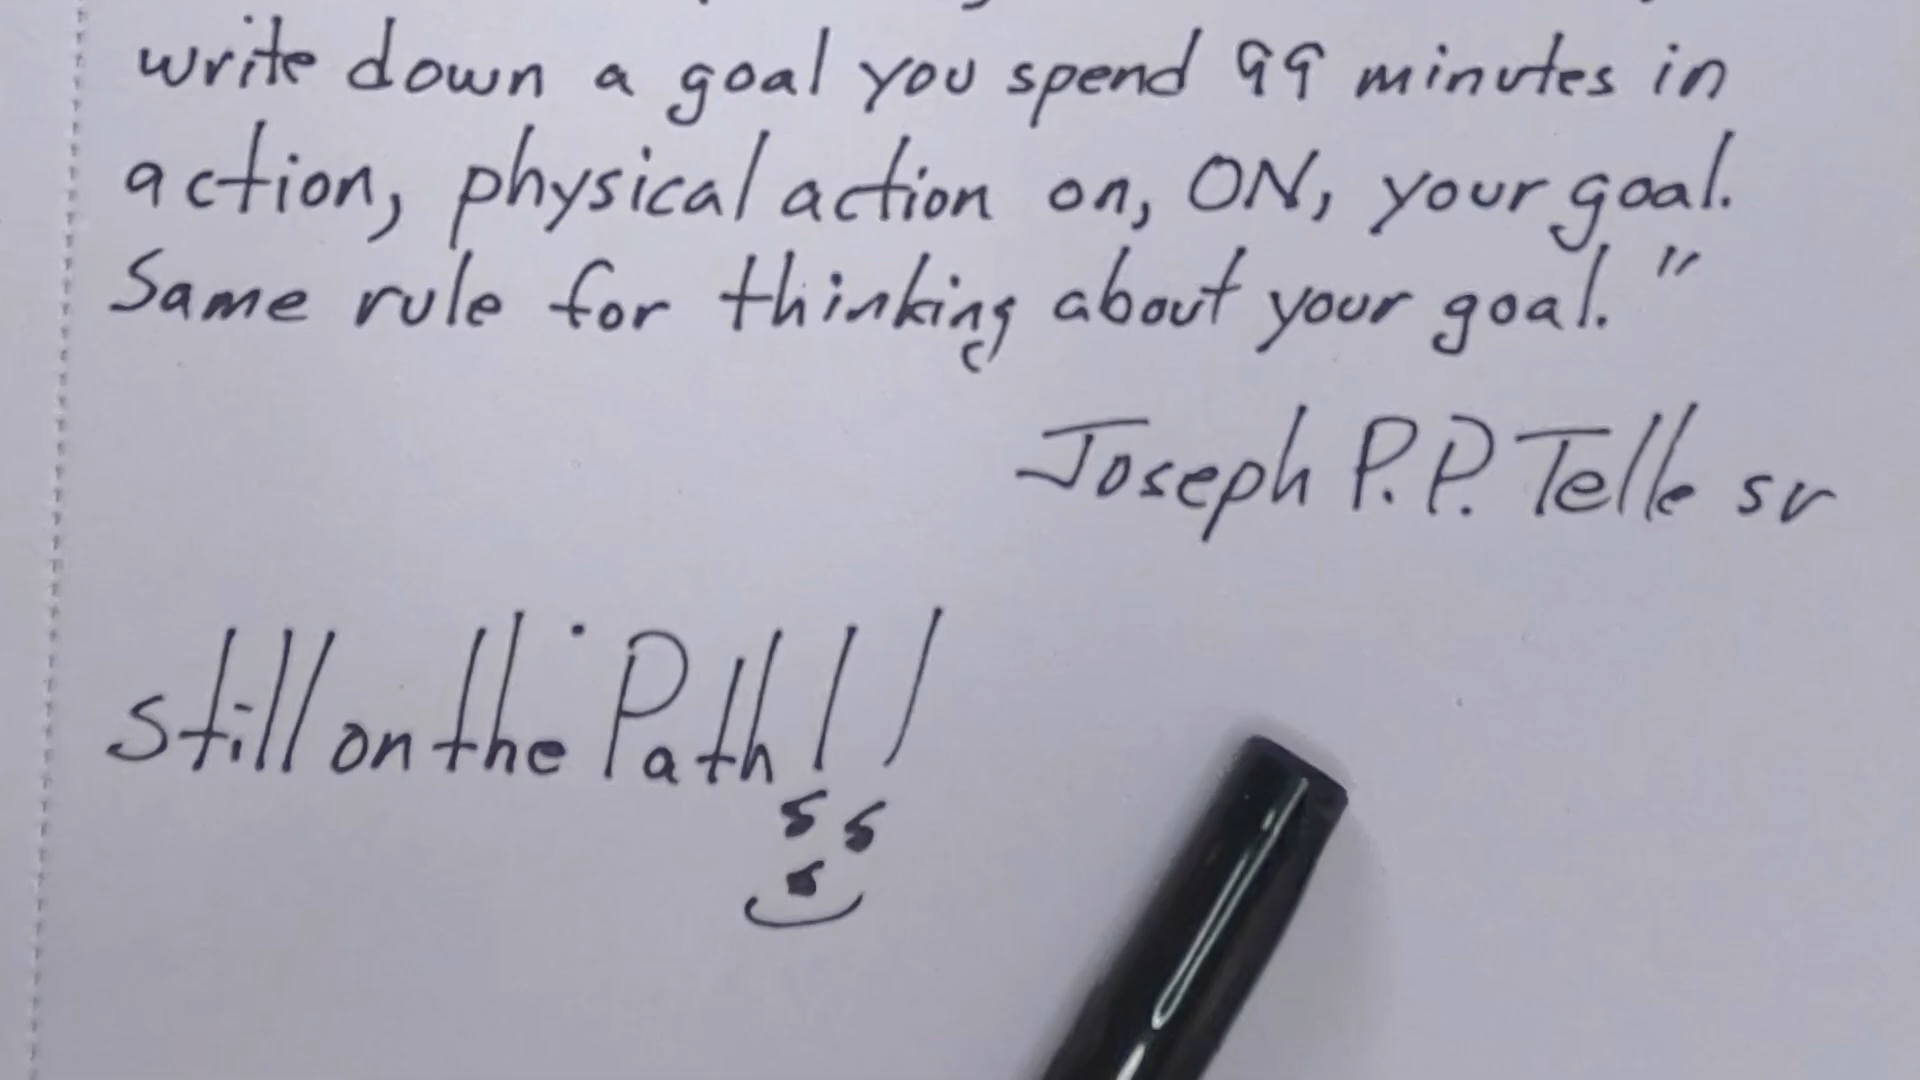 write down a goal you spend 99 minutes in
action, physical action on, ON, your goal.
Same rule for thinking about your goal."
Joseph P.P. Telle sr
still on the Path!!